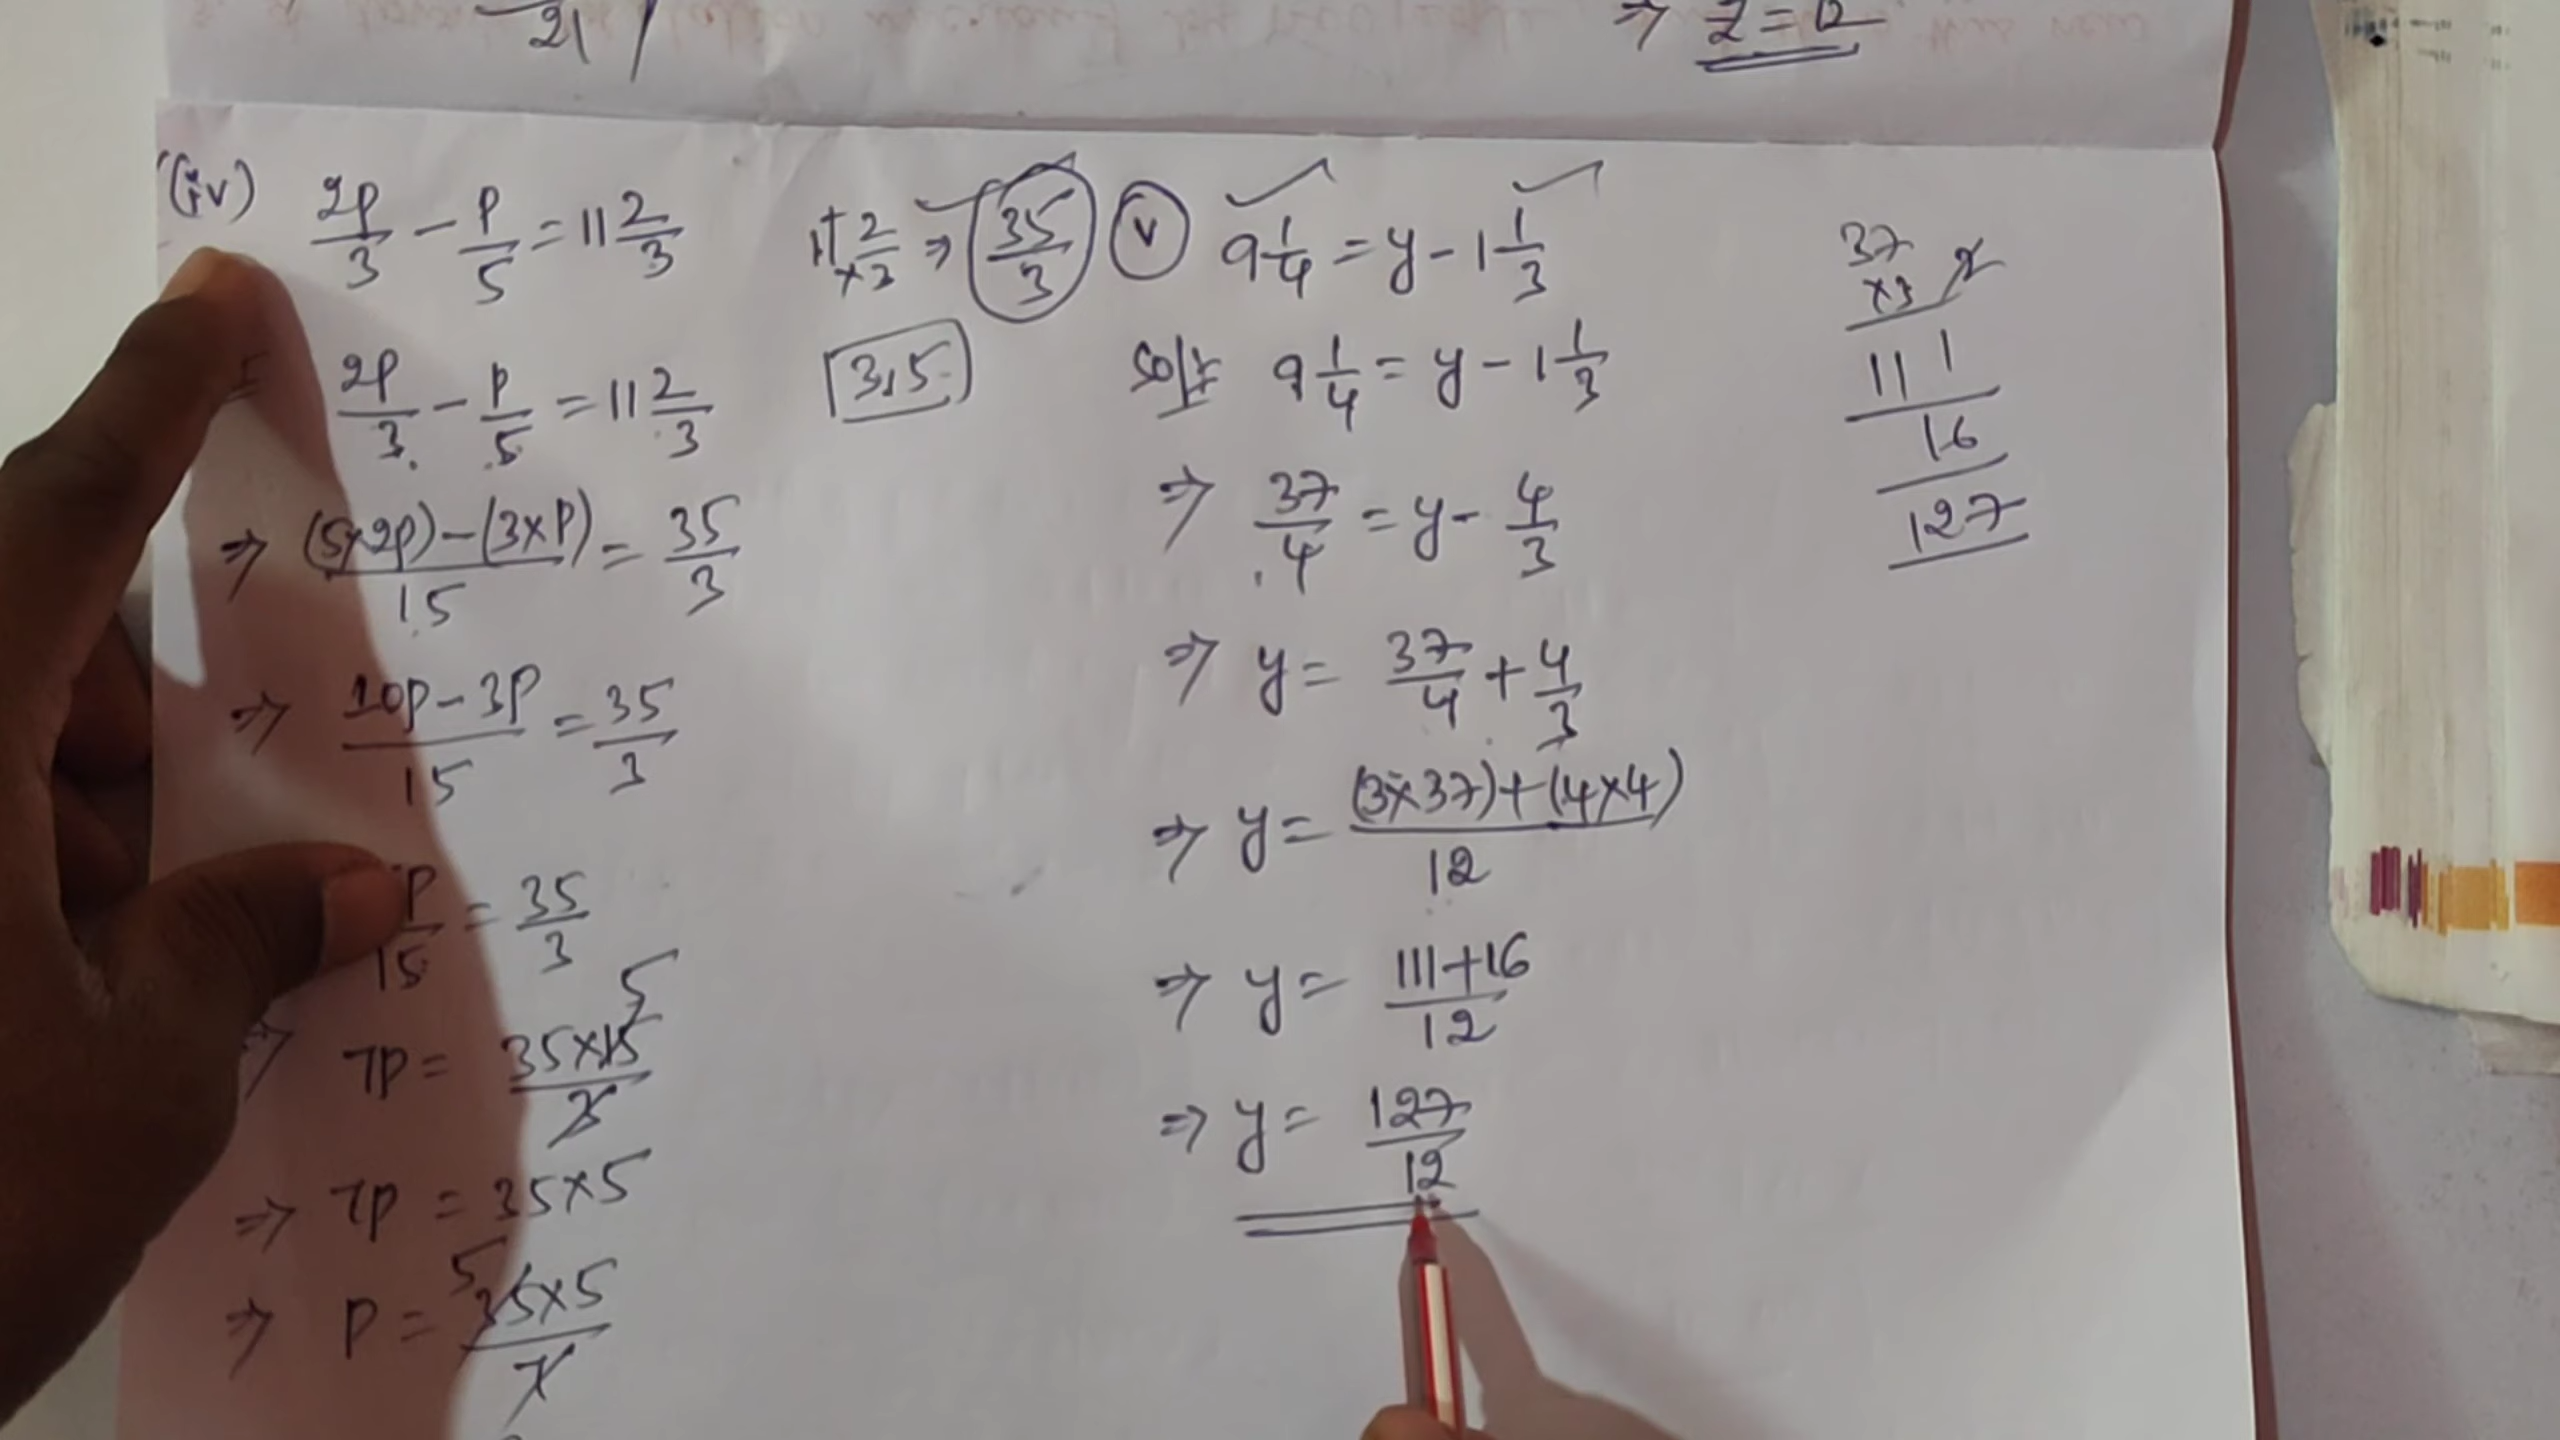 21
⇒ Z = 12
(iv) 2p/3 - p/5 = 11 2/3
2p/3 - p/5 = 11 2/3
⇒ (5×2p)-(3×p)/15 = 35/3
⇒ 10p-3p/15 = 35/3
p/15 = 35/3
5
⇒ 7p = 35×15/3
⇒ 7p = 35×5
5
⇒ p = 35×5/7
11 + 2/×3 ⇒ 35/3
3,5
(v) 9 1/4 = y - 1 1/3
Sol: 9 1/4 = y - 1 1/3
⇒ 37/4 = y - 4/3
⇒ y = 37/4 + 4/3
⇒ y = (3×37)+(4×4)/12
⇒ y = 111+16/12
⇒ y = 127/12
37
×3 2
111
16
127